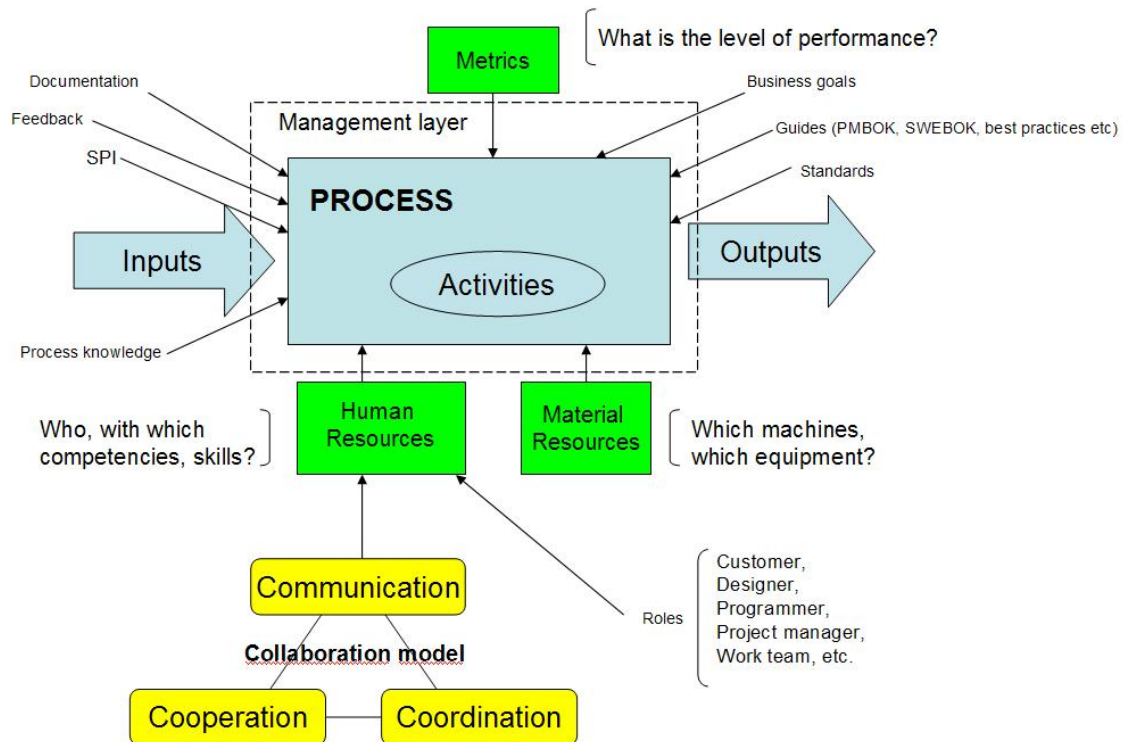 What is the level of performance?
Metrics
Documentation
Business goals
Feedback
Management layer
Guides (PMBOK, SWEBOK, best practices etc)
SPI
Standards
PROCESS
Inputs
Activities
Outputs
Process knowledge
Human
Resources
Material
Resources
Who, with which
competencies, skills?
Which machines,
which equipment?
Communication
Roles
Customer,
Designer,
Programmer,
Project manager,
Work team, etc.
Collaboration model
Cooperation
Coordination